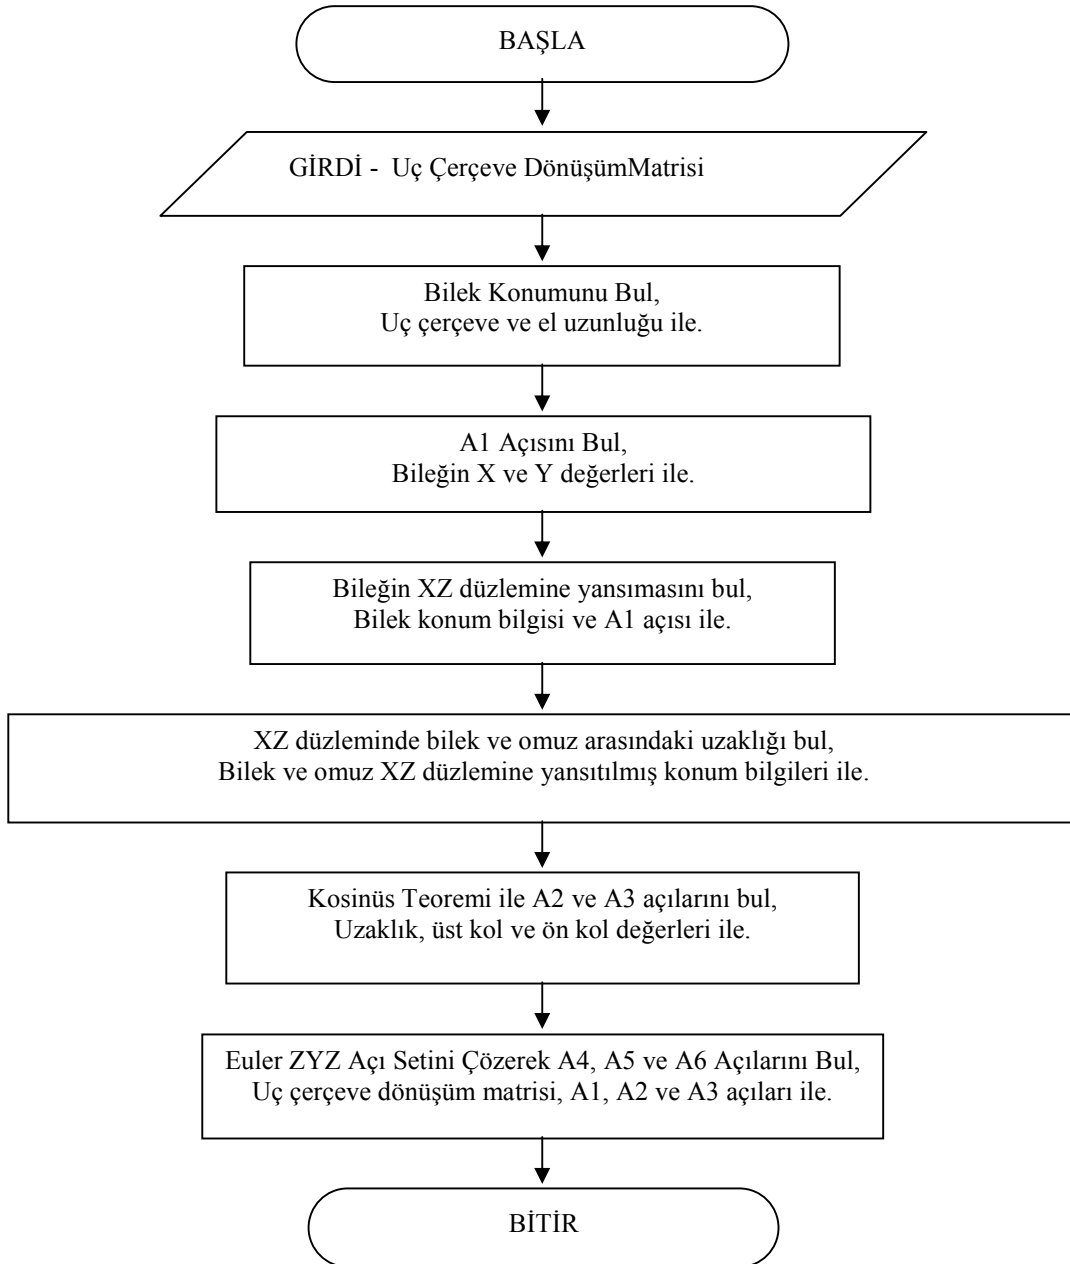 BAŞLA
GİRDİ - Uç Çerçeve DönüşümMatrisi
Bilek Konumunu Bul,
Uç çerçeve ve el uzunluğu ile.
A1 Açısını Bul,
Bileğin X ve Y değerleri ile.
Bileğin XZ düzlemine yansımasını bul,
Bilek konum bilgisi ve A1 açısı ile.
XZ düzleminde bilek ve omuz arasındaki uzaklığı bul,
Bilek ve omuz XZ düzlemine yansıtılmış konum bilgileri ile.
Kosinüs Teoremi ile A2 ve A3 açılarını bul,
Uzaklık, üst kol ve ön kol değerleri ile.
Euler ZYZ Açı Setini Çözerek A4, A5 ve A6 Açılarını Bul,
Uç çerçeve dönüşüm matrisi, A1, A2 ve A3 açıları ile.
BİTİR